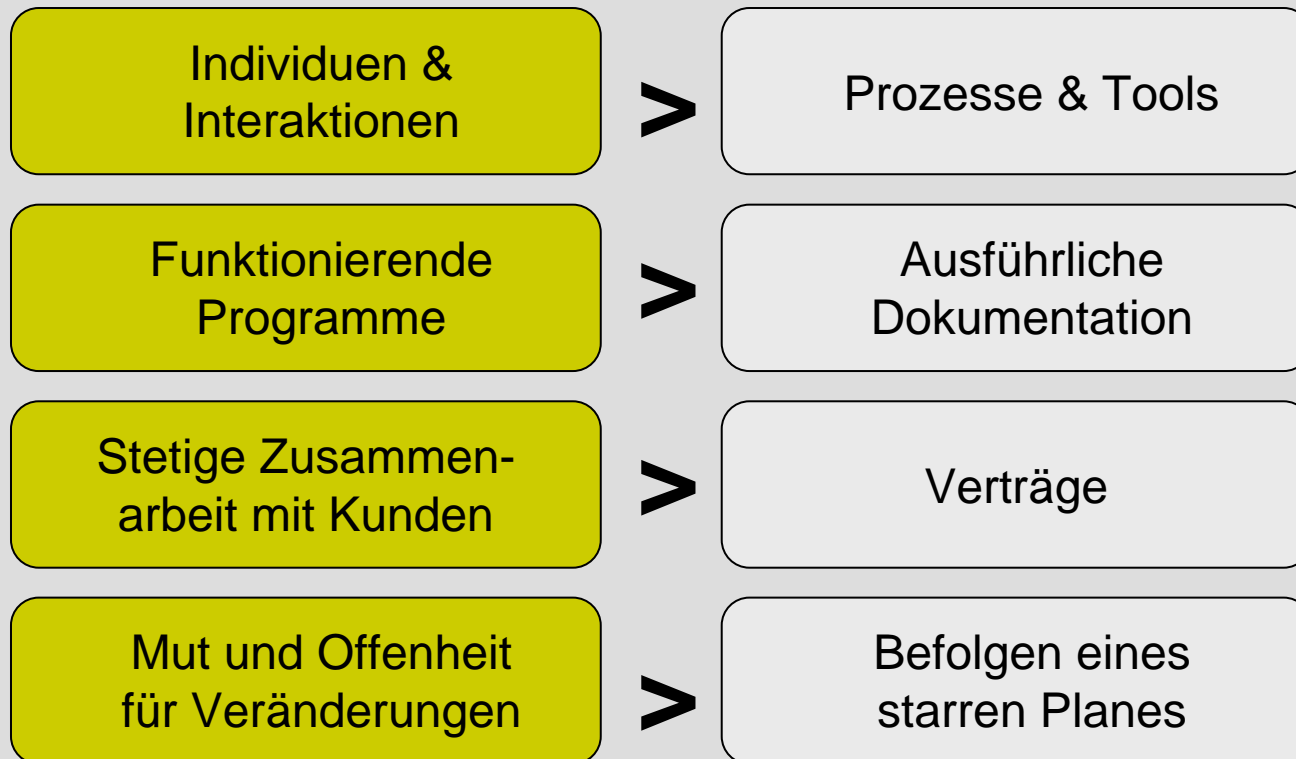 Individuen &
Interaktionen
>
Prozesse & Tools
Funktionierende
Programme
>
Ausführliche
Dokumentation
Stetige Zusammen-
arbeit mit Kunden
>
Verträge
Mut und Offenheit
für Veränderungen
>
Befolgen eines
starren Planes